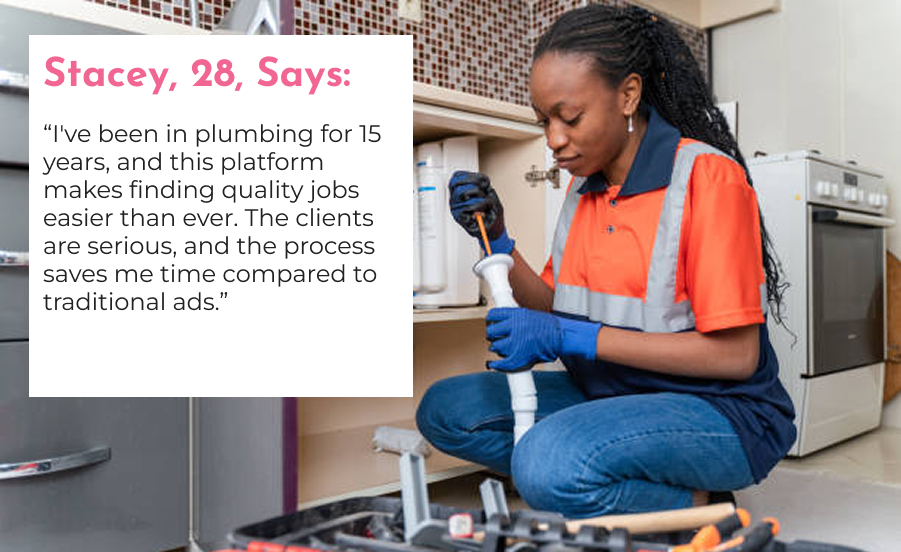 Stacey, 28, Says:
“I've been in plumbing for 15
years, and this platform
makes finding quality jobs
easier than ever. The clients
are serious, and the process
saves me time compared to
traditional ads.”